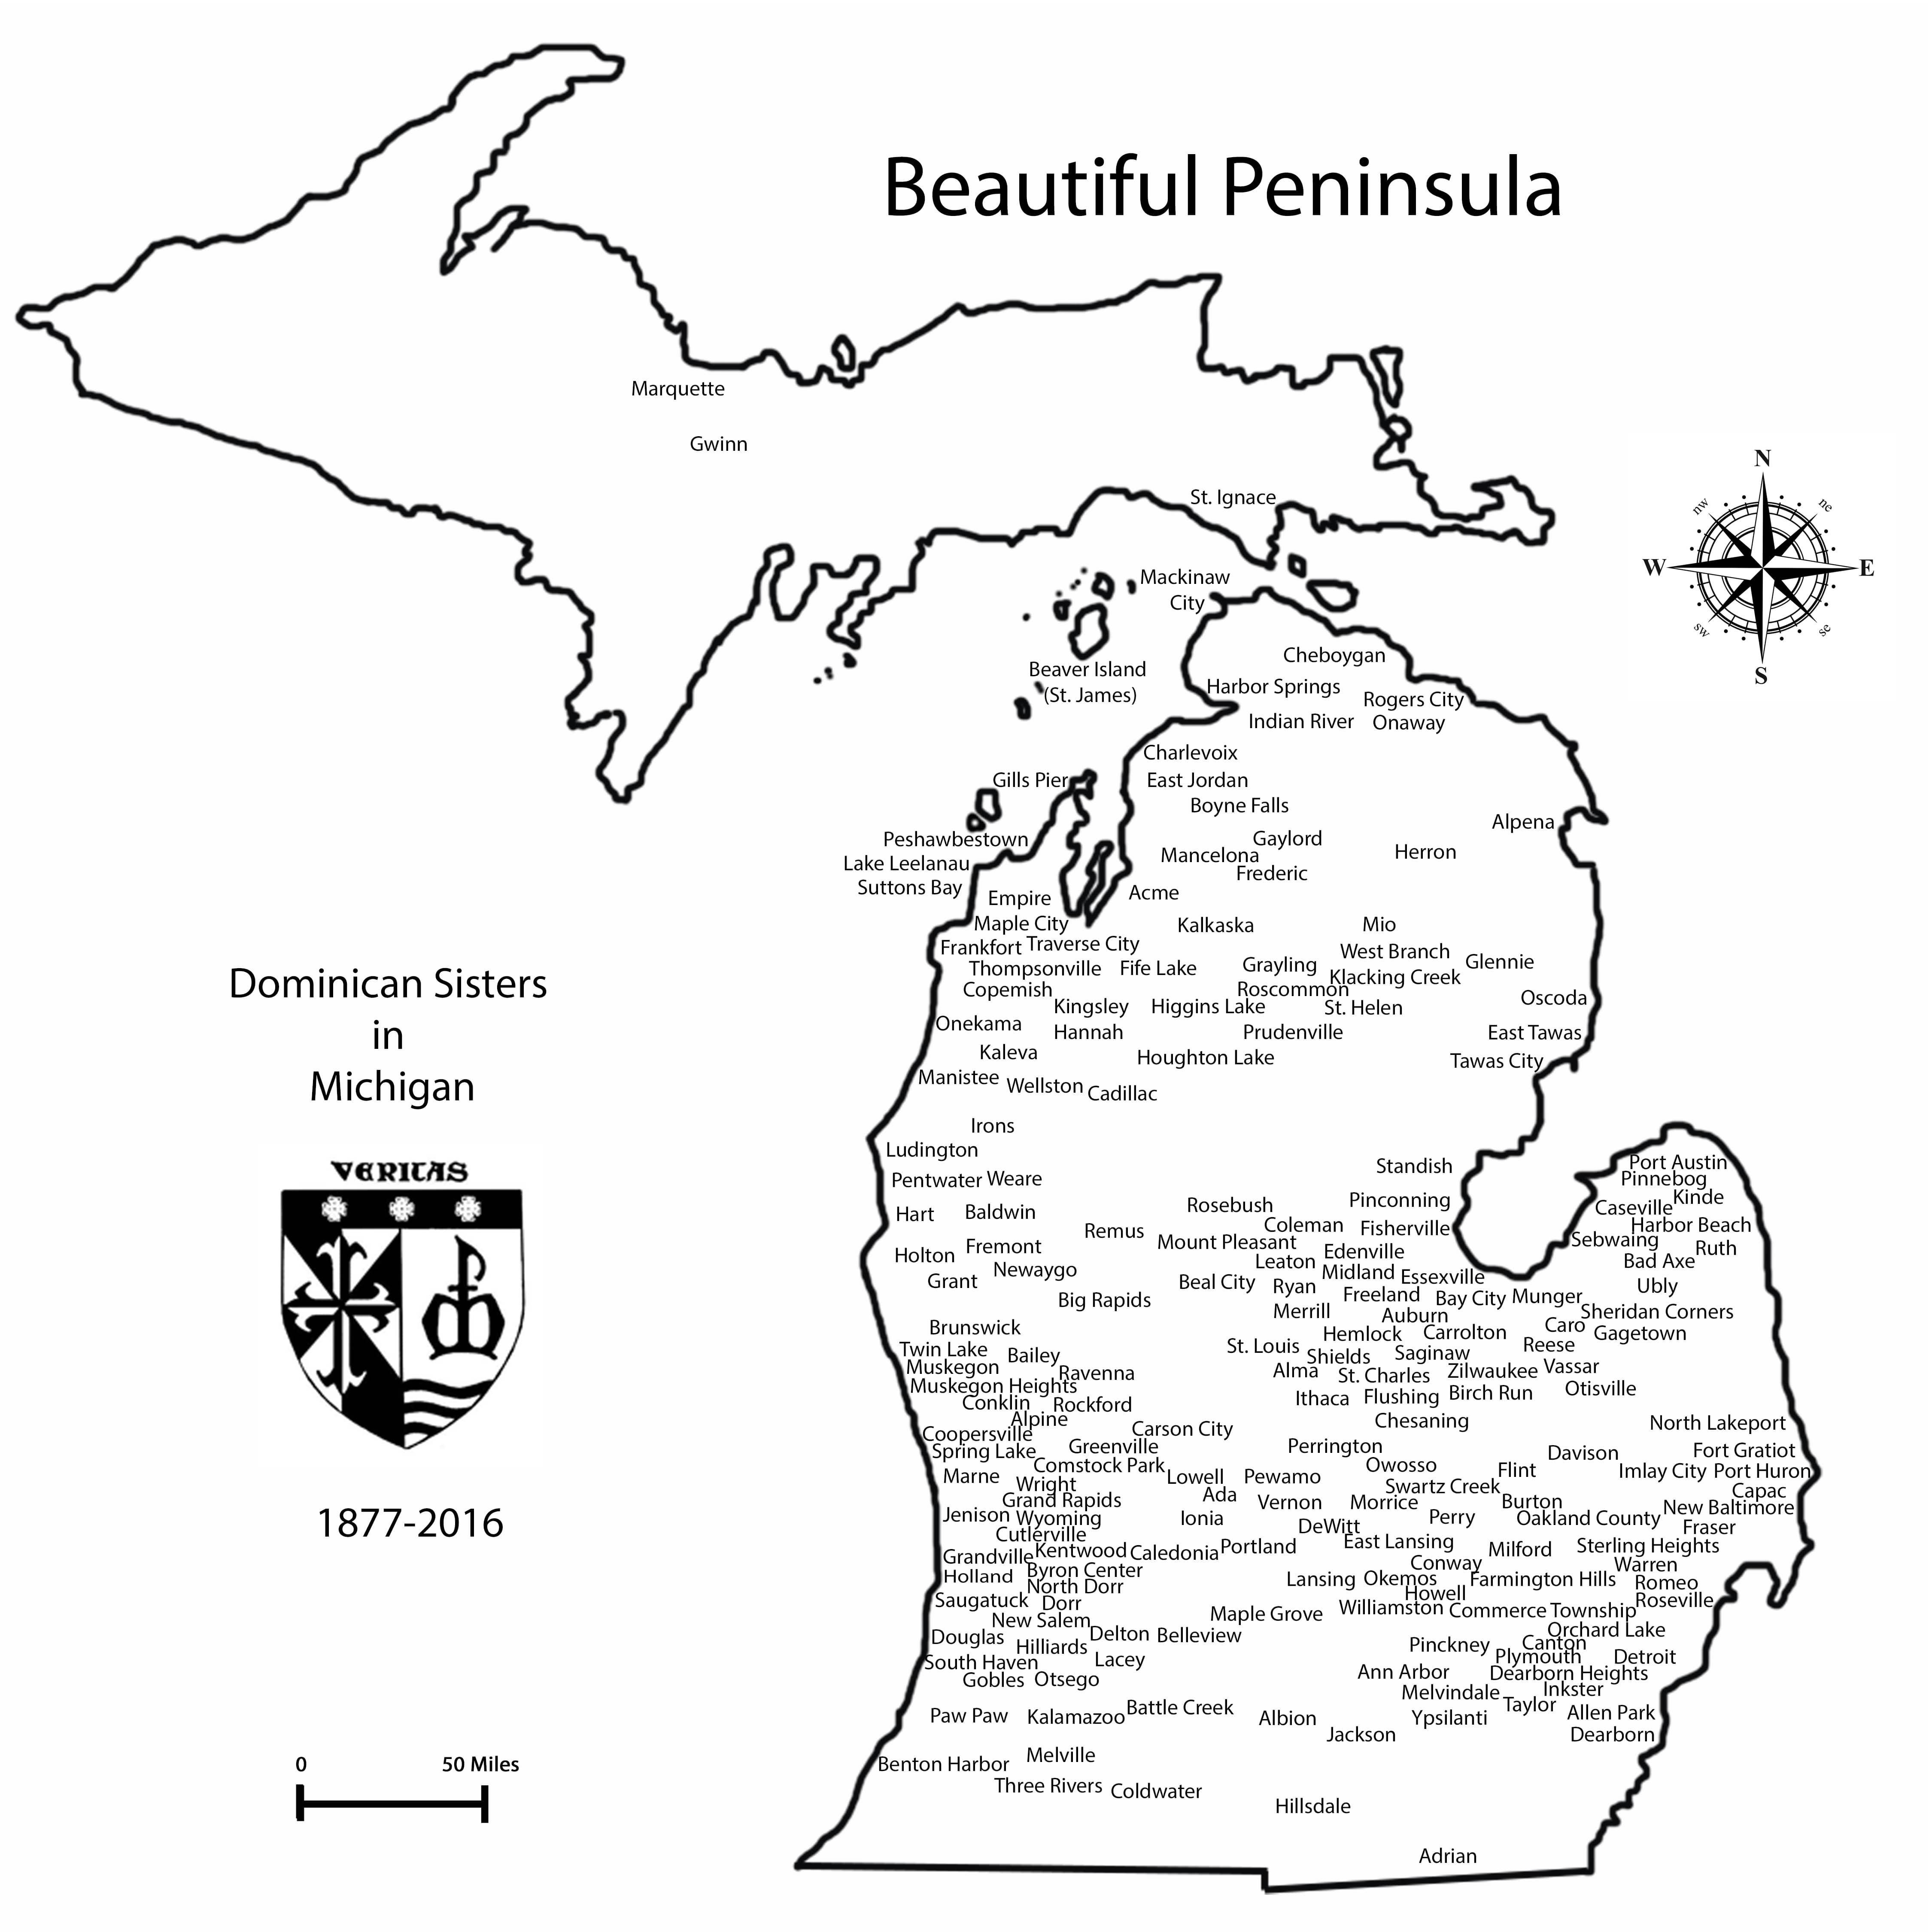 Beautiful Peninsula
Marquette
Gwinn
St. Ignace
N
nw
ne
W
E
sw
se
S
Mackinaw
City
Cheboygan
Beaver Island
(St. James)
Harbor Springs
Rogers City
Indian River
Onaway
Charlevoix
Gills Pier
East Jordan
Boyne Falls
Alpena
Peshawbestown
Gaylord
Herron
Mancelona
Lake Leelanau
Frederic
Suttons Bay
Acme
Empire
Maple City
Kalkaska
Mio
Frankfort
Traverse City
West Branch
Glennie
Thompsonville
Fife Lake
Grayling
Klacking Creek
Copemish
Roscommon
Oscoda
Kingsley
Higgins Lake
St. Helen
Onekama
Hannah
Prudenville
East Tawas
Kaleva
Houghton Lake
Tawas City
Manistee
Wellston
Cadillac
Dominican Sisters
in
Michigan
Irons
Ludington
Standish
Port Austin
Pentwater
Weare
Pinnebog
Pinconning
Kinde
Rosebush
Caseville
Hart
Baldwin
Coleman
Fisherville
Harbor Beach
Remus
Mount Pleasant
Sebwaing
Ruth
Holton
Fremont
Edenville
Leaton
Bad Axe
Newaygo
Midland
Essexville
Grant
Beal City
Ryan
Ubly
Big Rapids
Freeland
Bay City
Munger
Merrill
Auburn
Sheridan Corners
Brunswick
Hemlock
Carrolton
Caro
Gagetown
Twin Lake
Bailey
St. Louis
Shields
Saginaw
Reese
Muskegon
Ravenna
Alma
St. Charles
Zilwaukee
Vassar
Muskegon Heights
Ithaca
Flushing
Birch Run
Otisville
Conklin
Rockford
Alpine
Chesaning
North Lakeport
Coopersville
Carson City
Spring Lake
Greenville
Perrington
Davison
Fort Gratiot
Comstock Park
Owosso
Flint
Imlay City
Port Huron
Marne
Wright
Lowell
Pewamo
Swartz Creek
Capac
Grand Rapids
Ada
Vernon
Morrice
Burton
New Baltimore
Jenison
Wyoming
Ionia
DeWitt
Perry
Oakland County
Fraser
Cutlerville
Kentwood
Caledonia
Portland
East Lansing
Milford
Sterling Heights
Grandville
Conway
Warren
Holland
Byron Center
Lansing
Okemos
Farmington Hills
Romeo
North Dorr
Howell
Saugatuck
Dorr
Maple Grove
Williamston
Commerce Township
Roseville
New Salem
Orchard Lake
Douglas
Delton
Belleview
Pinckney
Canton
Hilliards
Plymouth
Detroit
South Haven
Lacey
Ann Arbor
Dearborn Heights
Gobles
Otsego
Melvindale
Inkster
Taylor
Paw Paw
Kalamazoo
Battle Creek
Albion
Ypsilanti
Allen Park
Jackson
Dearborn
Benton Harbor
Melville
Three Rivers
Coldwater
Hillsdale
Adrian
VERITAS
1877-2016
0
50 Miles